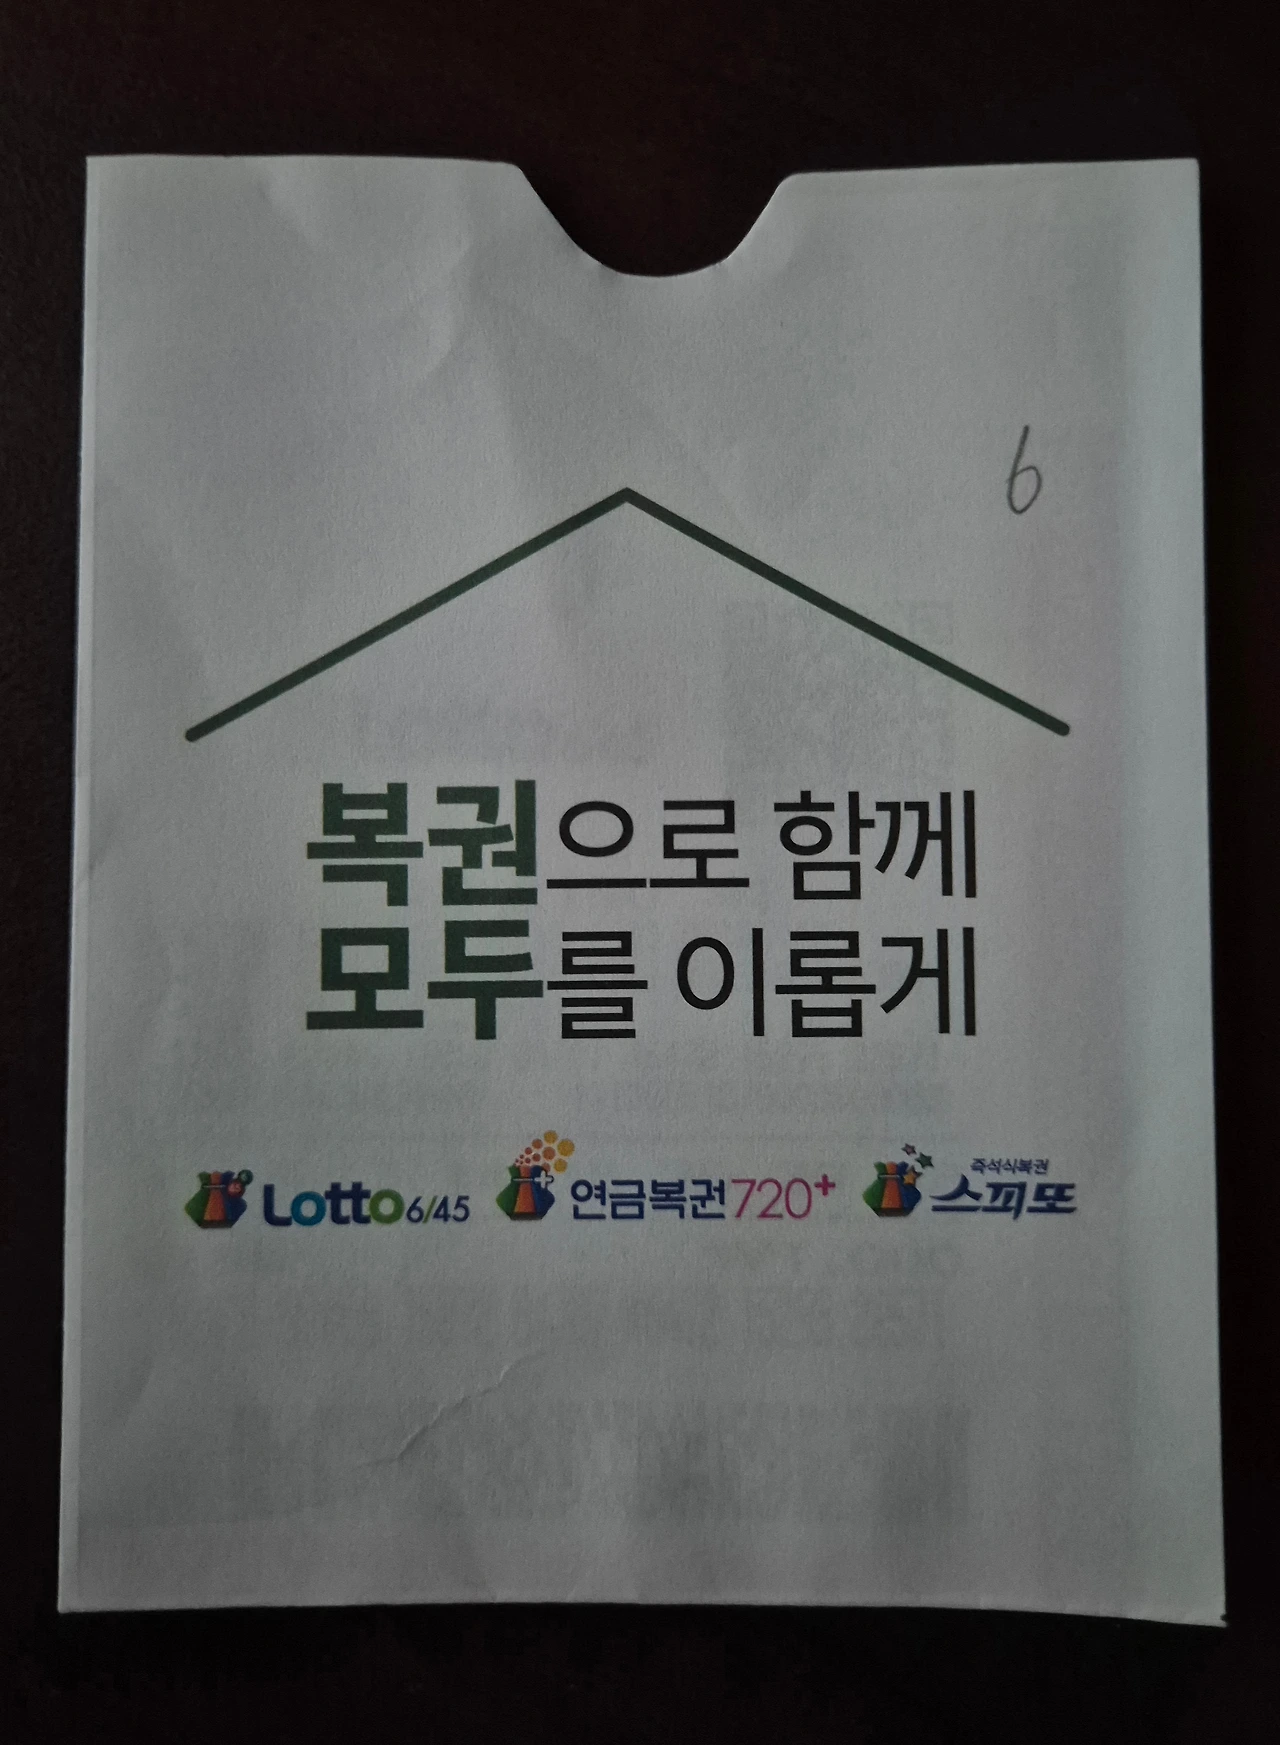 6
복권으로 함께
모두를 이롭게
Lotto6/45 연금복권720+ 즉석식복권 스피또